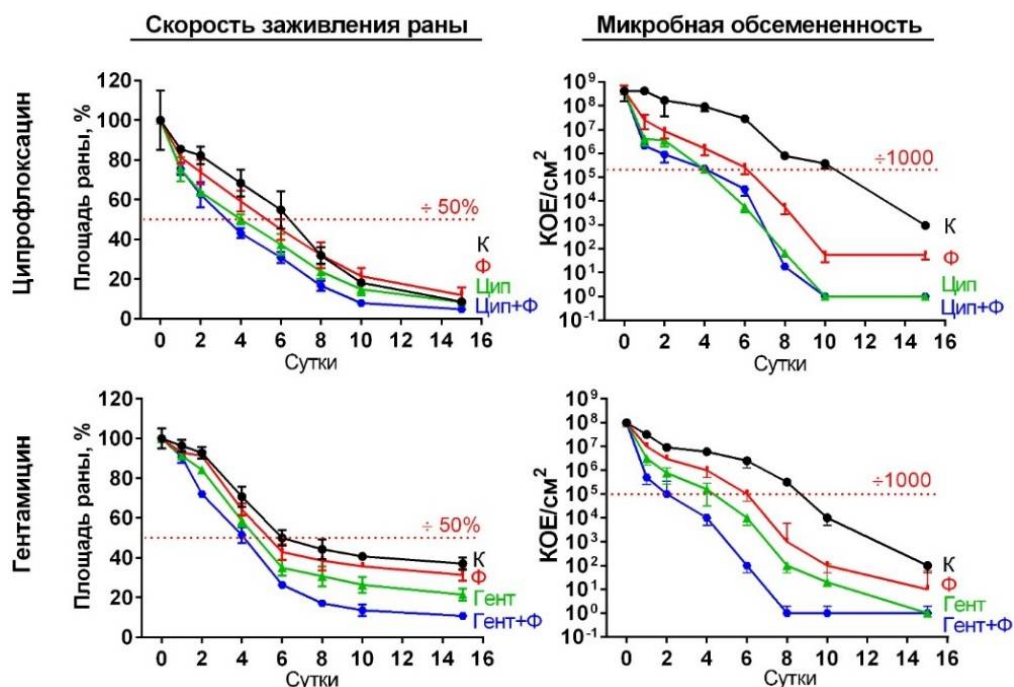 Скорость заживления раны
Микробная обсемененность
Ципрофлоксацин
Площадь раны, %
120
100
80
60
40
20
0
÷ 50%
К
Ф
Цип
Цип+Ф
0 2 4 6 8 10 12 14 16
Сутки
КОЕ/см²
10⁹
10⁸
10⁷
10⁶
10⁵
10⁴
10³
10²
10¹
10⁰
10⁻¹
÷1000
К
Ф
Цип
Цип+Ф
0 2 4 6 8 10 12 14 16
Сутки
Гентамицин
Площадь раны, %
120
100
80
60
40
20
0
÷ 50%
К
Ф
Гент
Гент+Ф
0 2 4 6 8 10 12 14 16
Сутки
КОЕ/см²
10⁹
10⁸
10⁷
10⁶
10⁵
10⁴
10³
10²
10¹
10⁰
10⁻¹
÷1000
К
Ф
Гент
Гент+Ф
0 2 4 6 8 10 12 14 16
Сутки